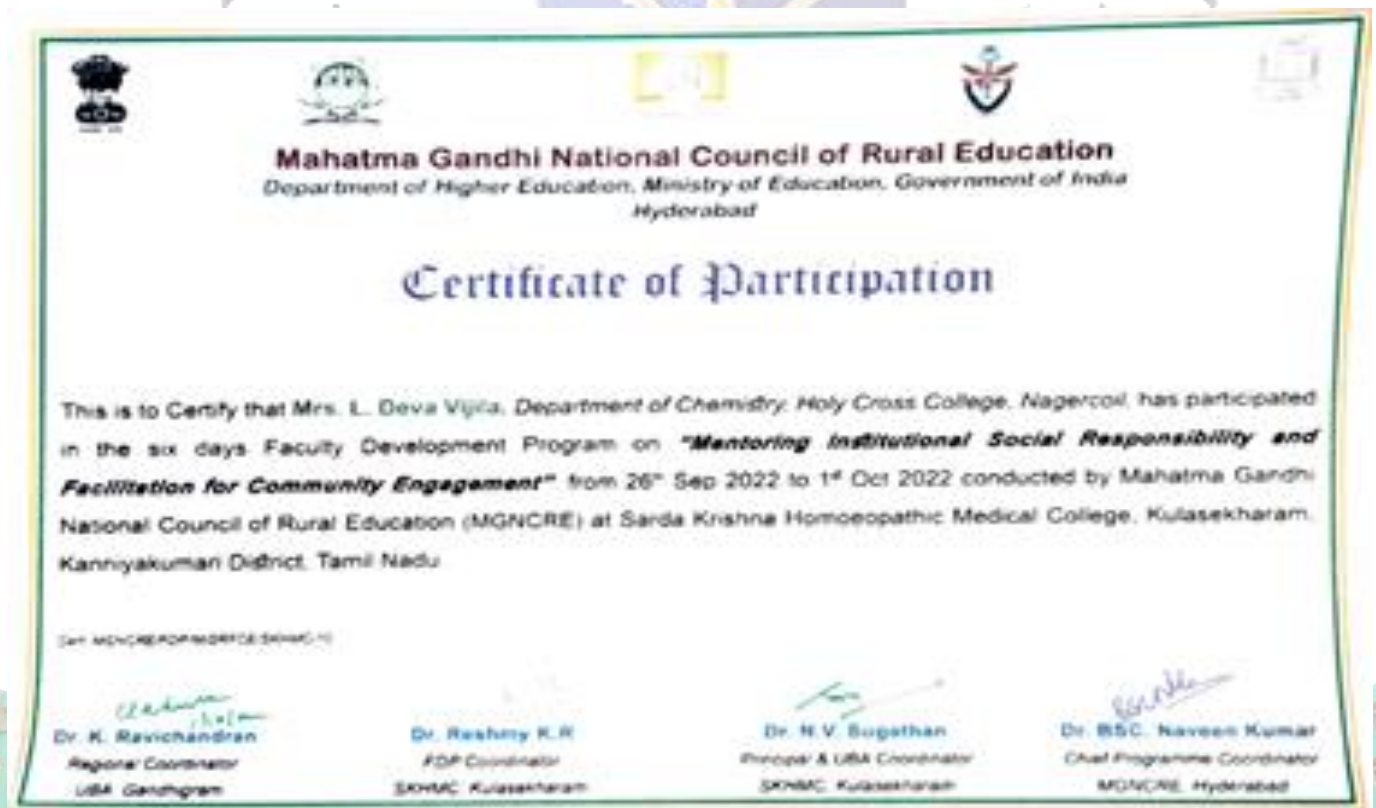 Mahatma Gandhi National Council of Rural Education
Department of Higher Education, Ministry of Education, Government of India
Hyderabad
Certificate of Participation
This is to Certify that Mrs. L. Deva Vijila, Department of Chemistry, Holy Cross College, Nagercoil, has participated
in the six days Faculty Development Program on "Mentoring Institutional Social Responsibility and
Facilitation for Community Engagement" from 26th Sep 2022 to 1st Oct 2022 conducted by Mahatma Gandhi
National Council of Rural Education (MGNCRE) at Sarda Krishna Homoeopathic Medical College, Kulasekharam,
Kanniyakumari District, Tamil Nadu
Dr. K. Ravichandran
Regional Coordinator
UBA Gandhigram
Dr. Reshmy K.R
FDP Coordinator
SKHMC Kulasekharam
Dr. N.V. Sugathan
Principal & UBA Coordinator
SKHMC, Kulasekharam
Dr. BSC. Naveen Kumar
Chief Programme Coordinator
MGNCRE, Hyderabad